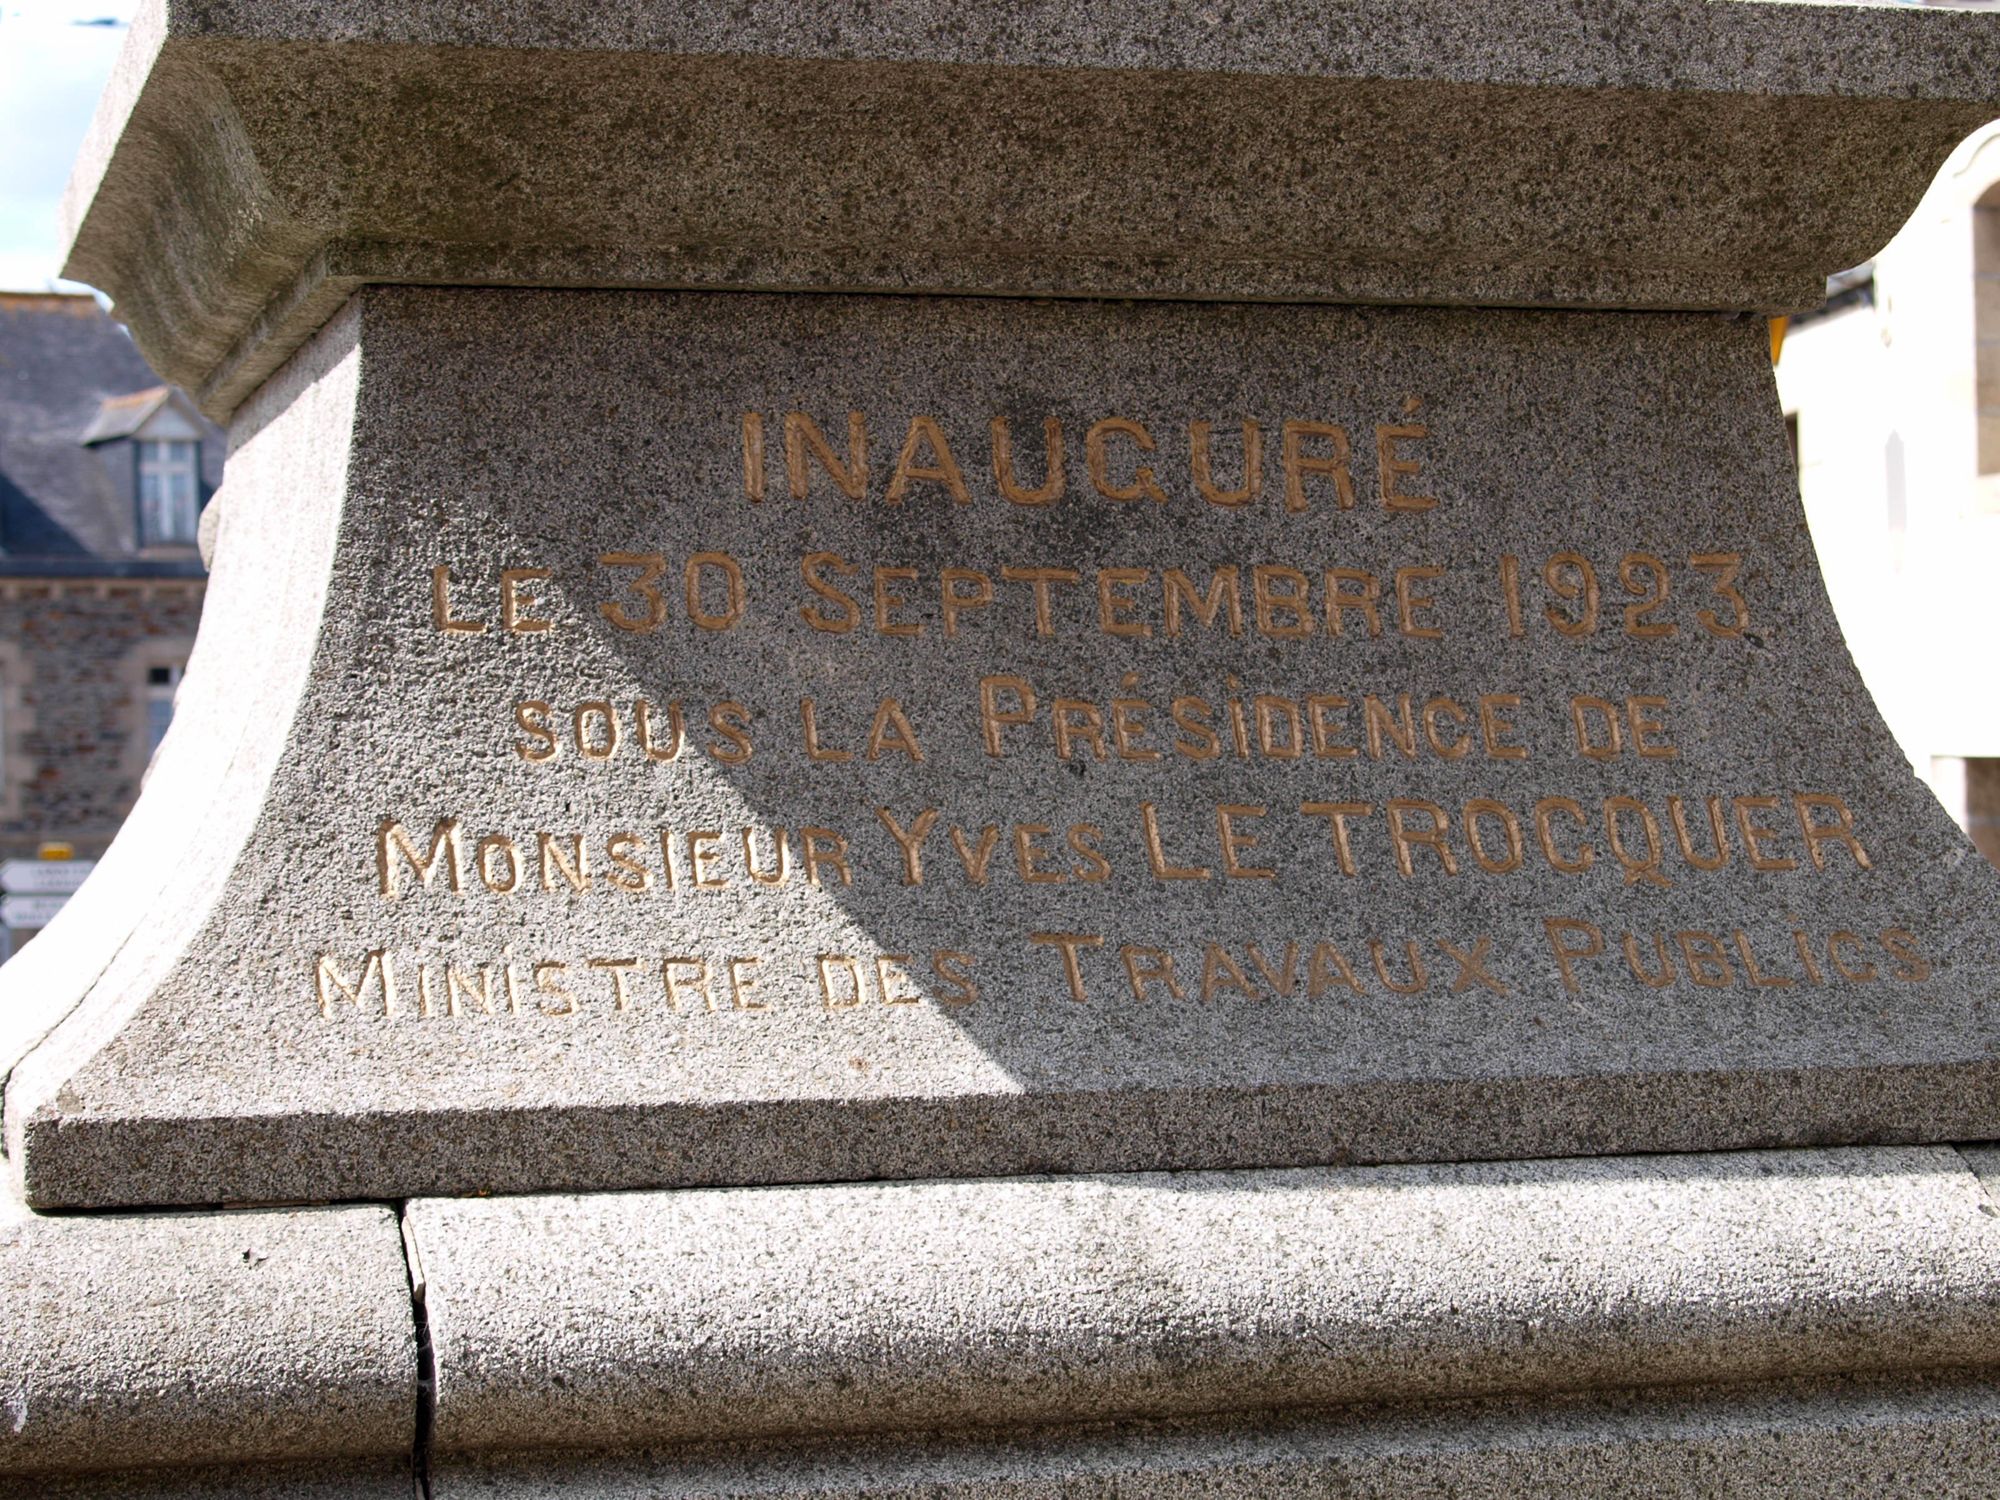 INAUGURÉ
LE 30 SEPTEMBRE 1923
SOUS LA PRÉSIDENCE DE
MONSIEUR YVES LE TROCQUER
MINISTRE DES TRAVAUX PUBLICS